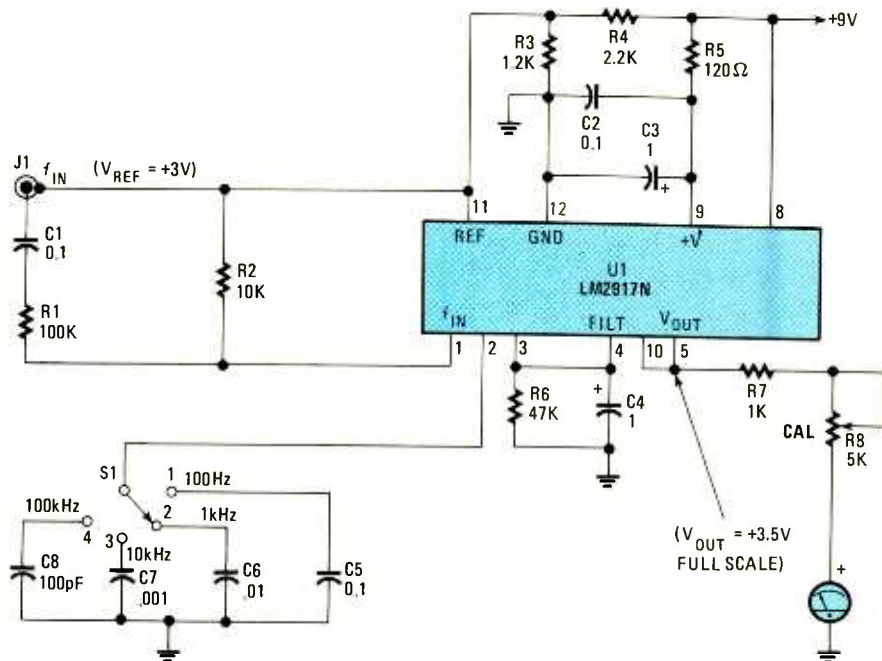 +9V
R3
1.2K
R4
2.2K
R5
120Ω
C2
0.1
C3
1
+
J1
fIN
(VREF = +3V)
11
12
9
8
REF
GND
+V
C1
0.1
R2
10K
R1
100K
U1
LM2917N
fIN
FILT
VOUT
1
2
3
4
10
5
R6
47K
+
C4
1
R7
1K
CAL
R8
5K
S1
1
100Hz
100kHz
2
1kHz
4
3
10kHz
C8
100pF
C7
.001
C6
.01
C5
0.1
(VOUT = +3.5V
FULL SCALE)
+